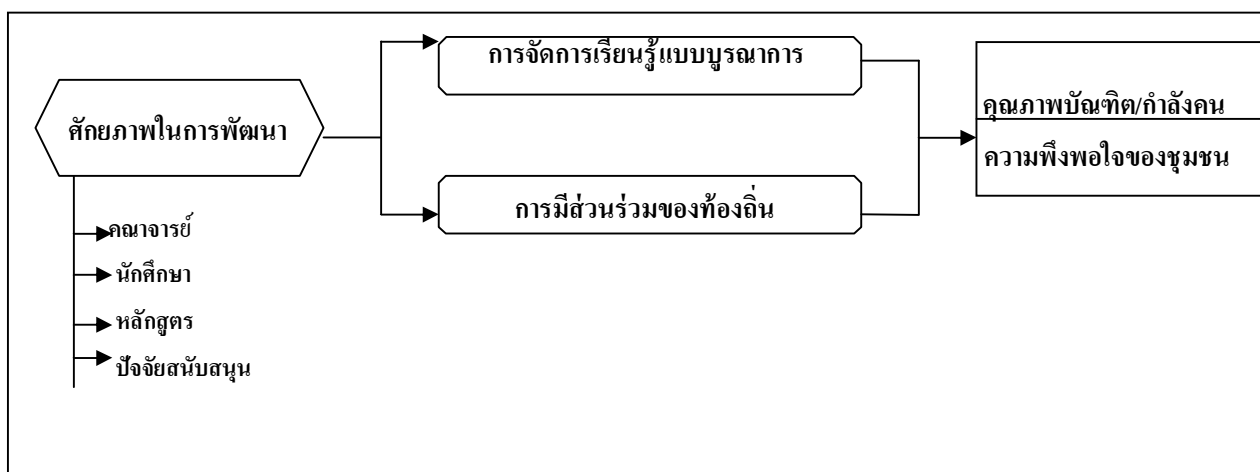 การจัดการเรียนรู้แบบบูรณาการ
คุณภาพบัณฑิต/กำลังคน
ศักยภาพในการพัฒนา
ความพึงพอใจของชุมชน
การมีส่วนร่วมของท้องถิ่น
คณาจารย์
นักศึกษา
หลักสูตร
ปัจจัยสนับสนุน